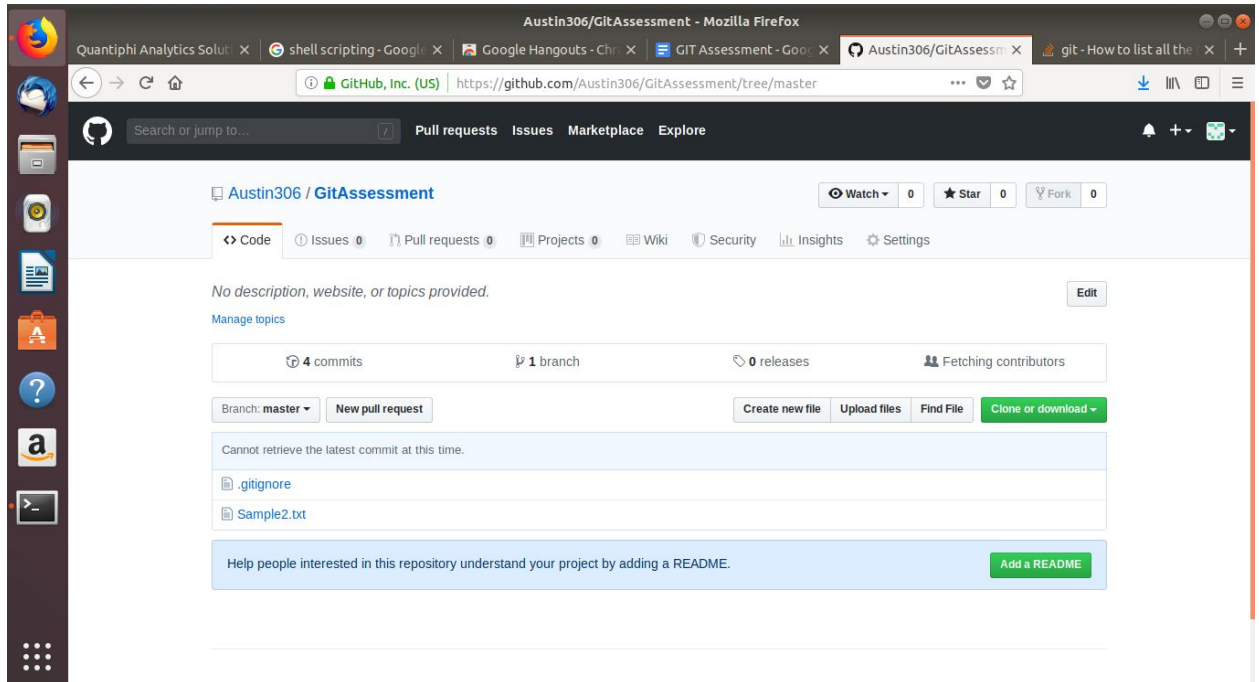 Austin306/GitAssessment - Mozilla Firefox
Quantiphi Analytics Soluti
shell scripting - Google
Google Hangouts - Chr
GIT Assessment - Goog
Austin306/GitAssessm
git - How to list all the
GitHub, Inc. (US) https://github.com/Austin306/GitAssessment/tree/master
Search or jump to… /
Pull requests Issues Marketplace Explore
Austin306 / GitAssessment
Watch 0 Star 0 Fork 0
Code Issues 0 Pull requests 0 Projects 0 Wiki Security Insights Settings
No description, website, or topics provided.
Edit
Manage topics
4 commits 1 branch 0 releases Fetching contributors
Branch: master New pull request Create new file Upload files Find File Clone or download
Cannot retrieve the latest commit at this time.
.gitignore
Sample2.txt
Help people interested in this repository understand your project by adding a README.
Add a README